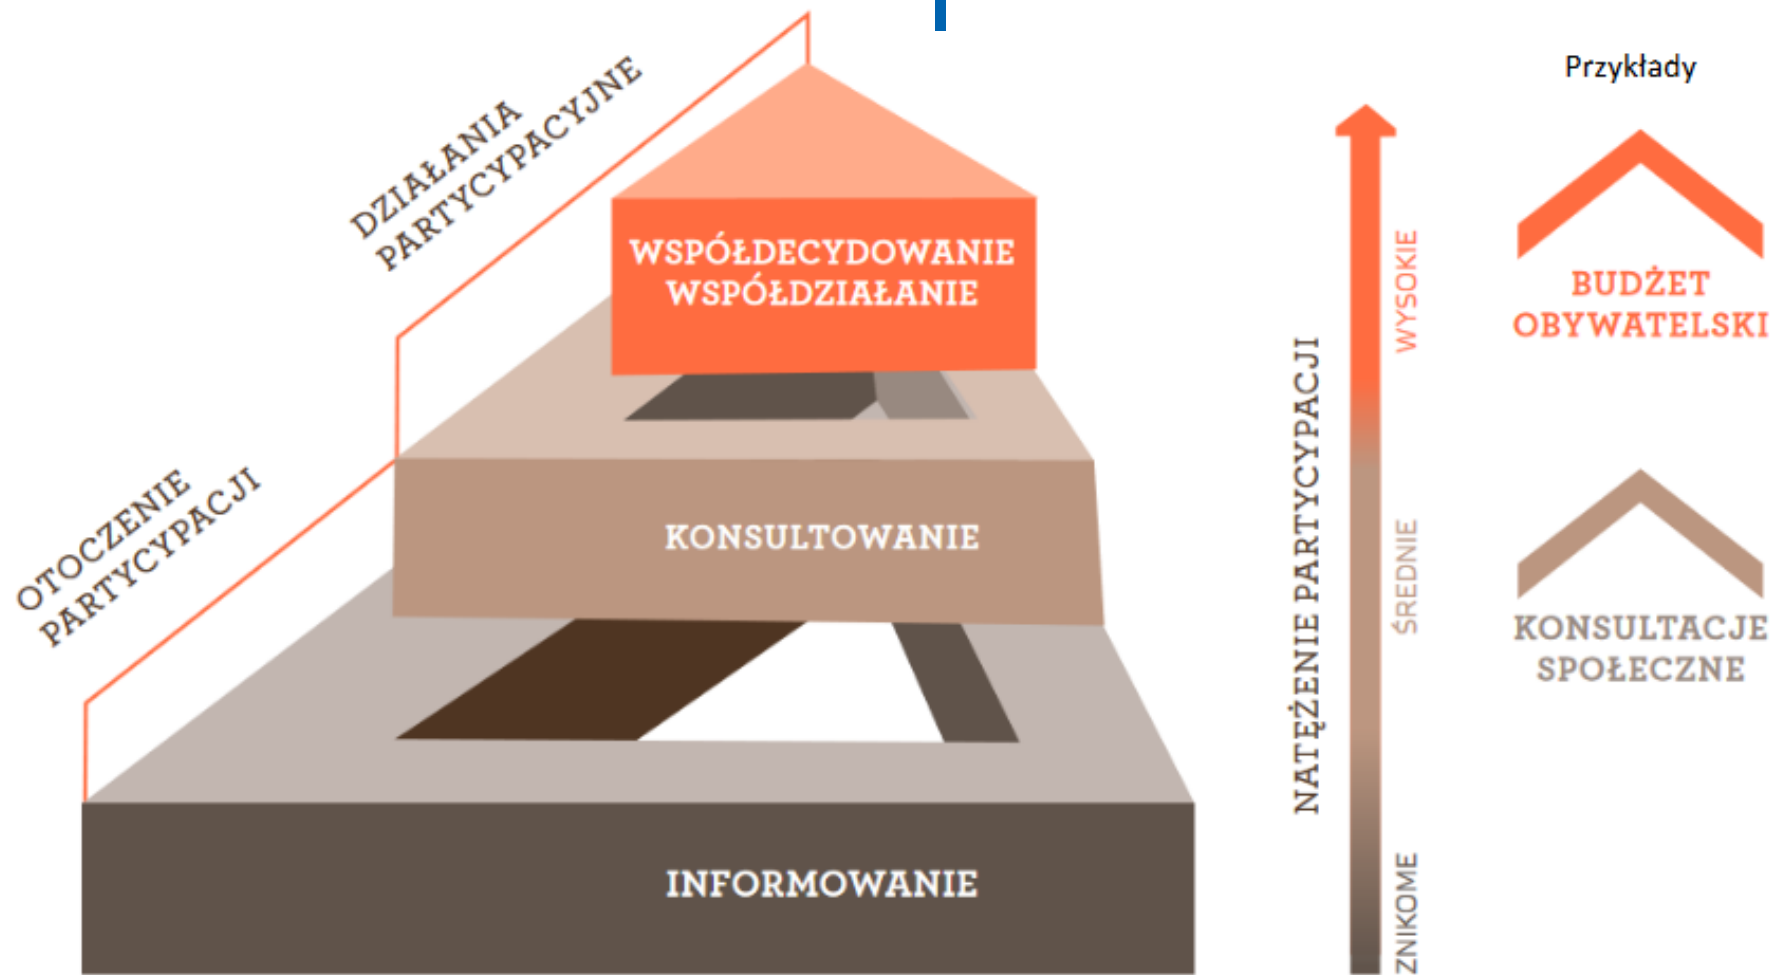 DZIAŁANIA
PARTYCYPACYJNE
OTOCZENIE
PARTYCYPACJI
WSPÓŁDECYDOWANIE
WSPÓŁDZIAŁANIE
KONSULTOWANIE
INFORMOWANIE
NATĘŻENIE PARTYCYPACJI
WYSOKIE
ŚREDNIE
ZNIKOME
Przykłady
BUDŻET
OBYWATELSKI
KONSULTACJE
SPOŁECZNE